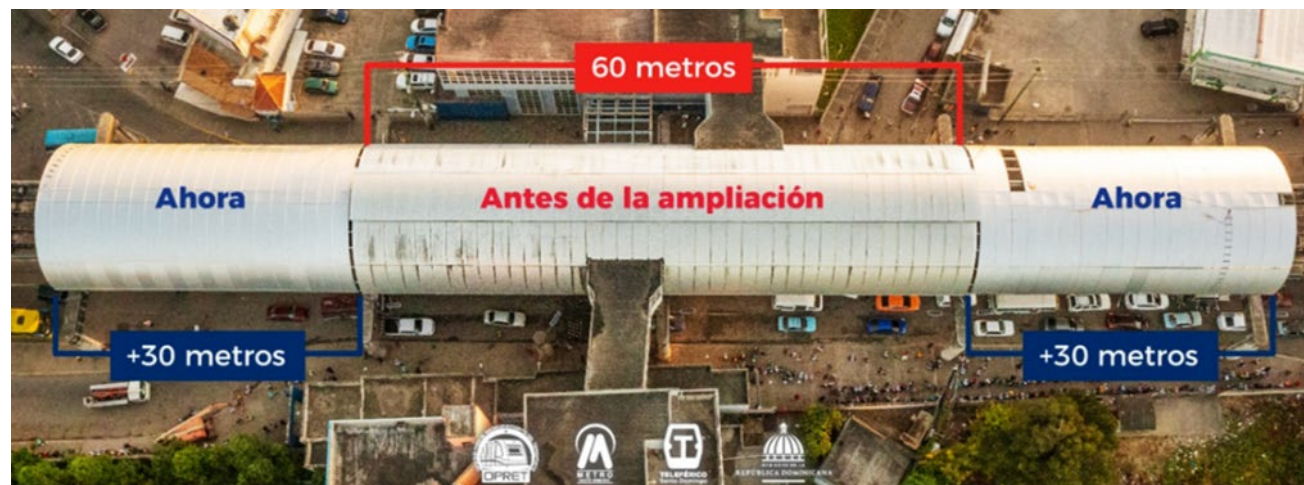 60 metros
Ahora
Antes de la ampliación
Ahora
+30 metros
+30 metros
OPRET
METRO
TELEFÉRICO
Santo Domingo
REPÚBLICA DOMINICANA